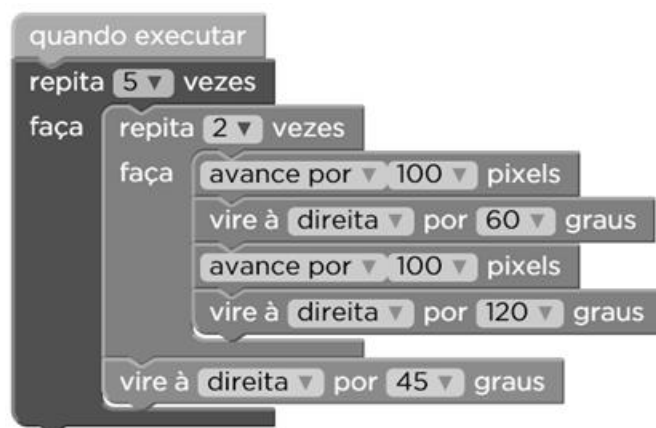 quando executar
repita 5 ▼ vezes
faça repita 2 ▼ vezes
faça avance por ▼ 100 ▼ pixels
vire à direita ▼ por 60 ▼ graus
avance por ▼ 100 ▼ pixels
vire à direita ▼ por 120 ▼ graus
vire à direita ▼ por 45 ▼ graus